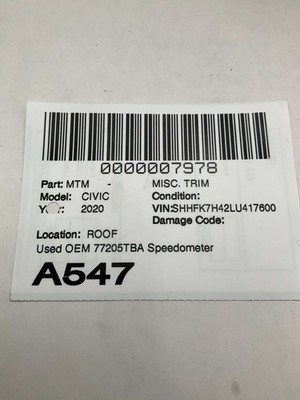 0000007978
Part: MTM - MISC. TRIM
Model: CIVIC Condition:
2020 VIN:SHHFK7H42LU417600
Damage Code:
Location: ROOF
Used OEM 77205TBA Speedometer
A547